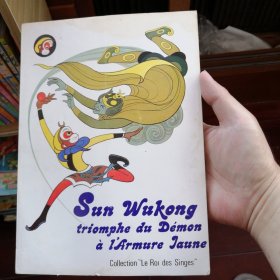 Sun Wukong
triomphe du Démon
à l'Armure Jaune
Collection "Le Roi des Singes"